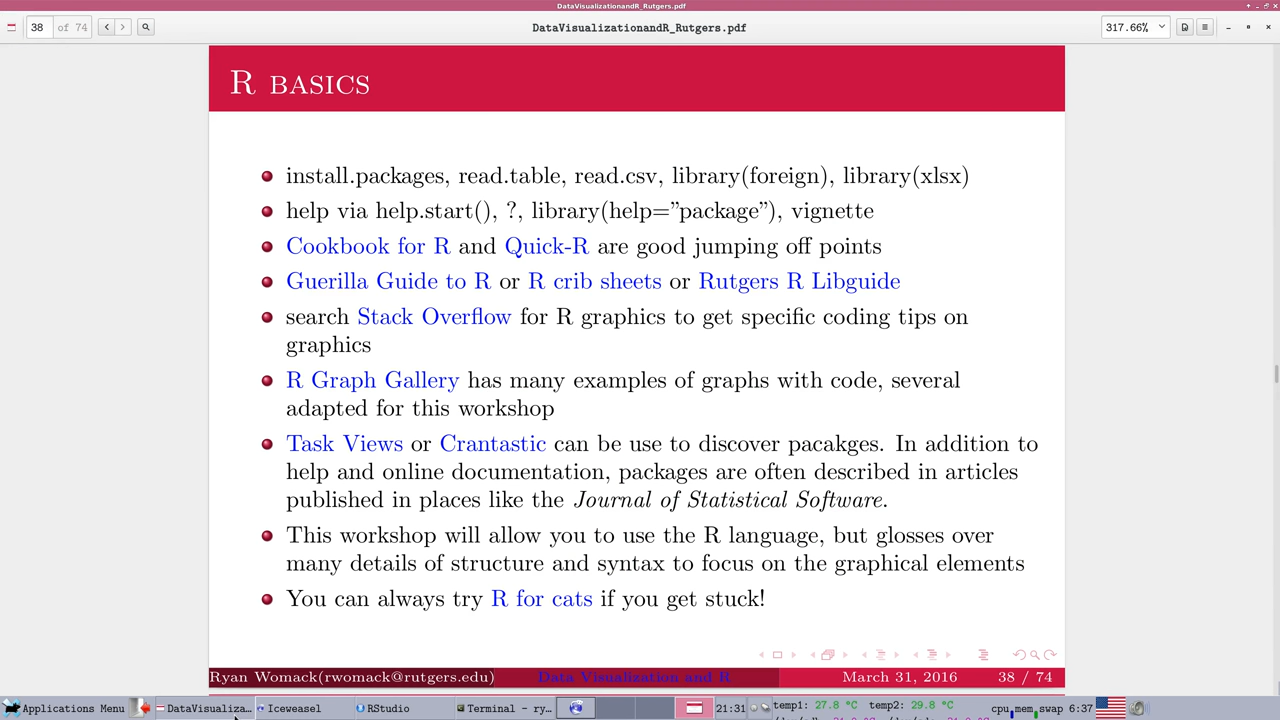 DataVisualizationandR_Rutgers.pdf
38 of 74
DataVisualizationandR_Rutgers.pdf
317.66%
R BASICS
install.packages, read.table, read.csv, library(foreign), library(xlsx)
help via help.start(), ?, library(help="package"), vignette
Cookbook for R and Quick-R are good jumping off points
Guerilla Guide to R or R crib sheets or Rutgers R Libguide
search Stack Overflow for R graphics to get specific coding tips on
graphics
R Graph Gallery has many examples of graphs with code, several
adapted for this workshop
Task Views or Crantastic can be use to discover pacakges. In addition to
help and online documentation, packages are often described in articles
published in places like the Journal of Statistical Software.
This workshop will allow you to use the R language, but glosses over
many details of structure and syntax to focus on the graphical elements
You can always try R for cats if you get stuck!
Ryan Womack(rwomack@rutgers.edu) Data Visualization and R March 31, 2016 38 / 74
Applications Menu DataVisualiza... Iceweasel RStudio Terminal - ry... 21:31 temp1: 27.8 °C temp2: 29.8 °C cpu mem swap 6:37